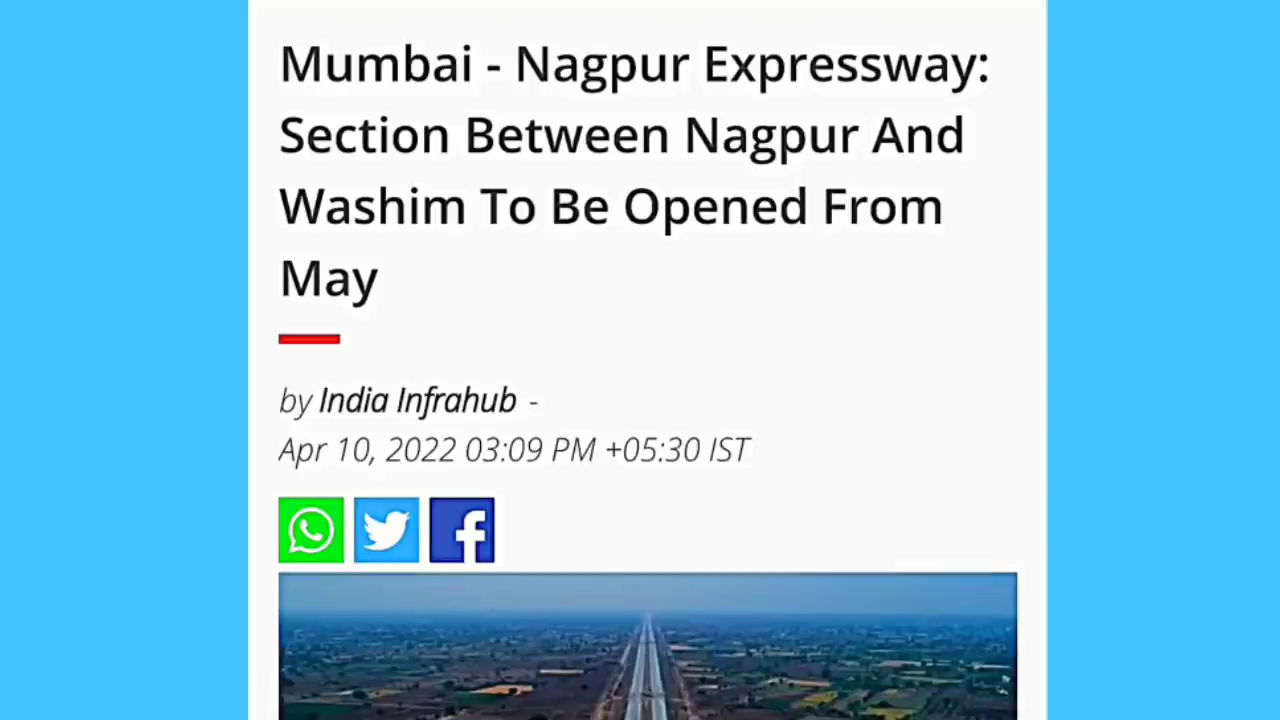 Mumbai - Nagpur Expressway:
Section Between Nagpur And
Washim To Be Opened From
May
by India Infrahub -
Apr 10, 2022 03:09 PM +05:30 IST